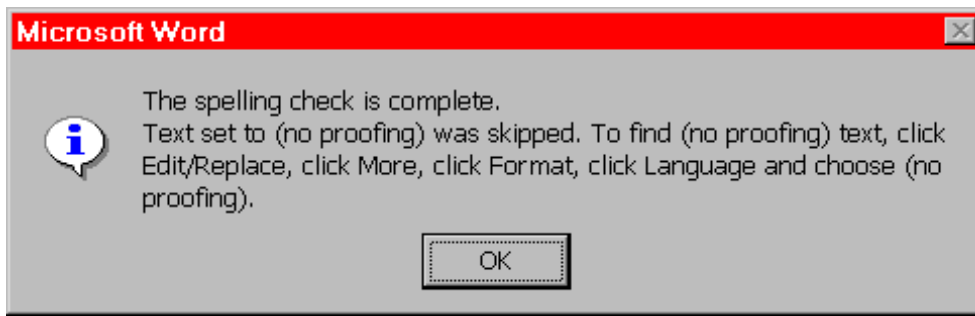 Microsoft Word
The spelling check is complete.
Text set to (no proofing) was skipped. To find (no proofing) text, click
Edit/Replace, click More, click Format, click Language and choose (no
proofing).
OK